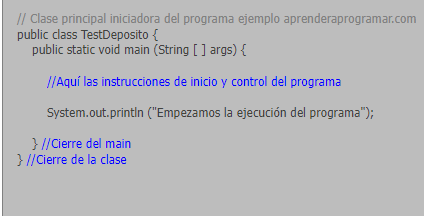 // Clase principal iniciadora del programa ejemplo aprenderaprogramar.com
public class TestDeposito {
public static void main (String [ ] args) {
//Aquí las instrucciones de inicio y control del programa
System.out.println ("Empezamos la ejecución del programa");
} //Cierre del main
} //Cierre de la clase